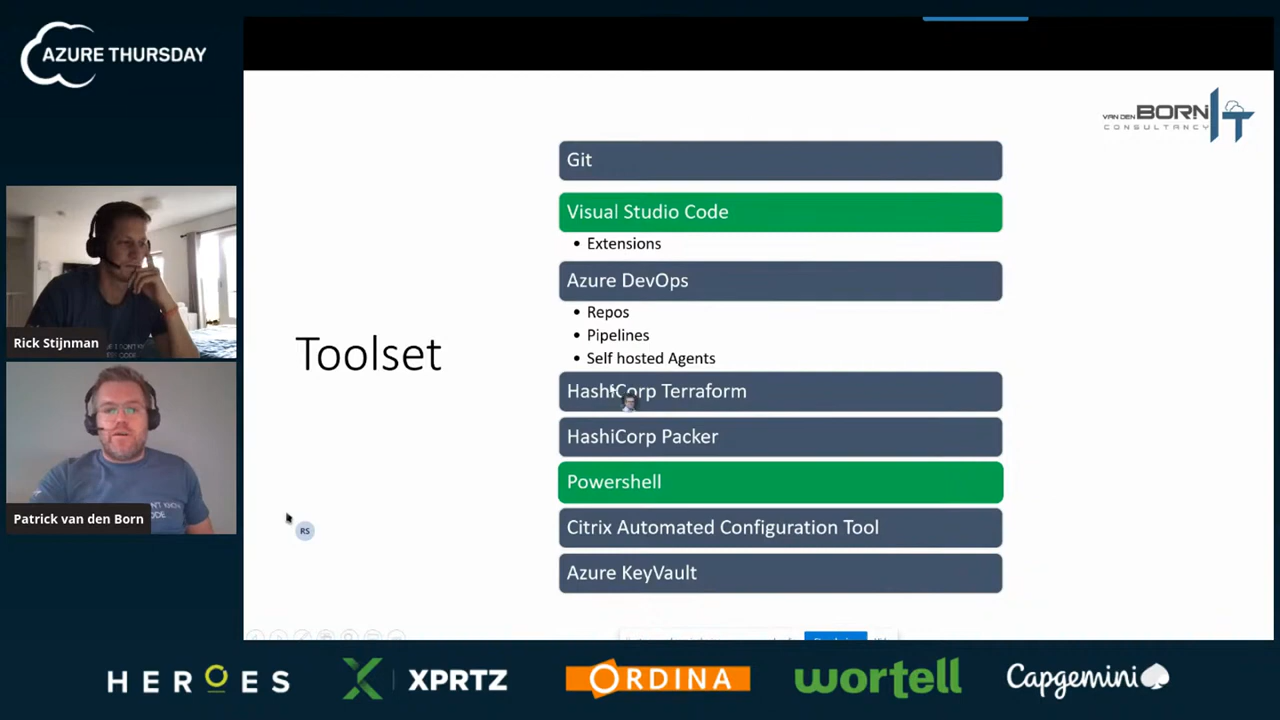 AZURE THURSDAY
VAN DEN BORN IT
CONSULTANCY
Git
Visual Studio Code
• Extensions
Azure DevOps
• Repos
• Pipelines
• Self hosted Agents
Toolset
HashiCorp Terraform
HashiCorp Packer
Powershell
Citrix Automated Configuration Tool
Azure KeyVault
Rick Stijnman
Patrick van den Born
RS
HEROES
XPRTZ
ORDINA
wortell
Capgemini